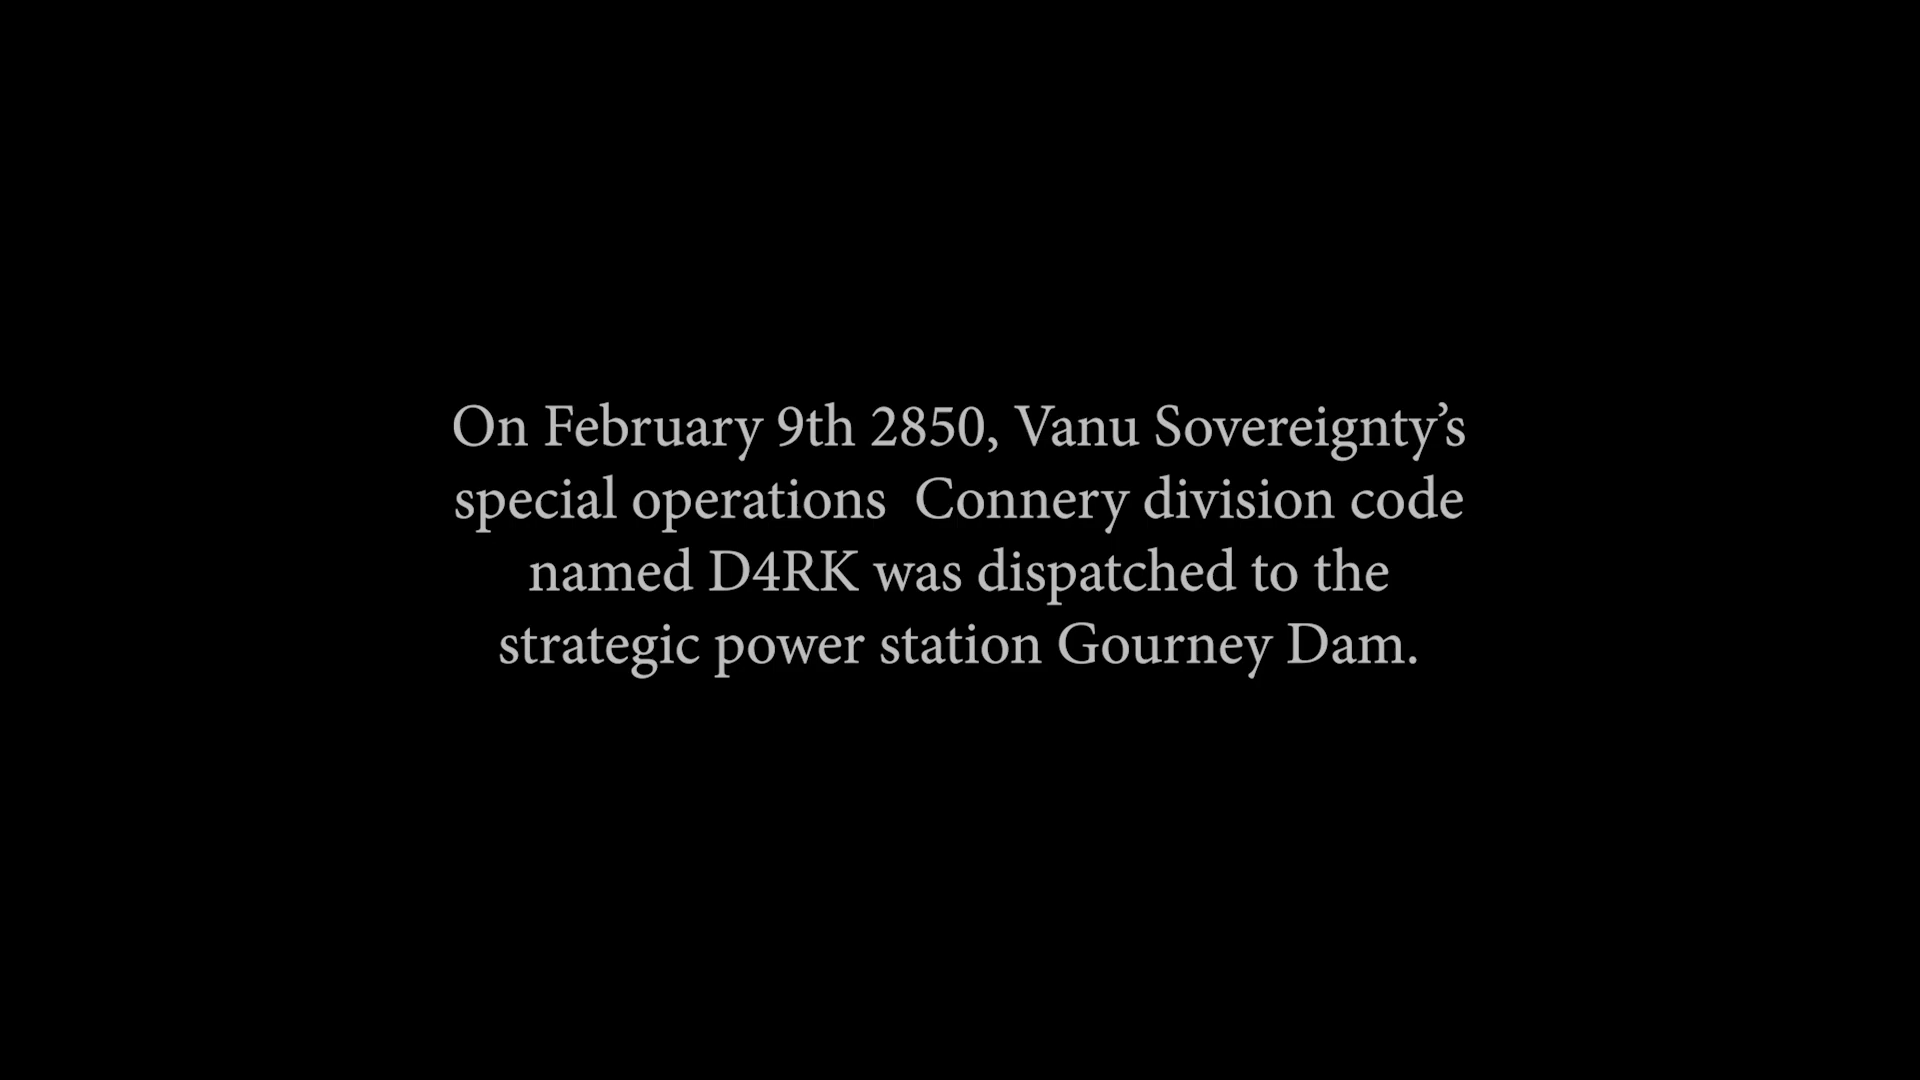 On February 9th 2850, Vanu Sovereignty’s
special operations  Connery division code
named D4RK was dispatched to the
strategic power station Gourney Dam.